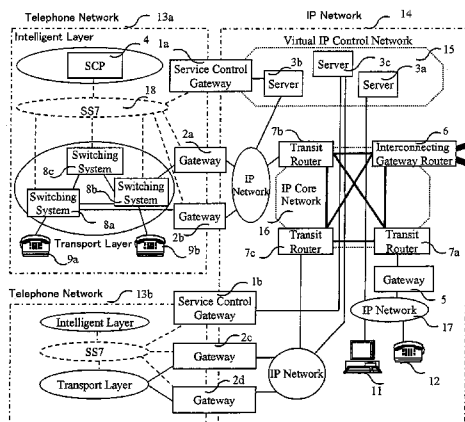 Telephone Network
13a
IP Network
14
Intelligent Layer
4
1a
Virtual IP Control Network
15
SCP
Service Control
Gateway
3b
Server
Server
3c
Server
3a
18
SS7
2a
7b
6
Switching
System
8c
Gateway
Transit
Router
Interconnecting
Gateway Router
Switching
System
8b
IP
Network
Switching
System
8a
IP Core
Network
16
Gateway
2b
Transport Layer
9a
9b
Transit
Router
7c
Transit
Router
7a
1b
Gateway
5
Telephone Network
13b
Service Control
Gateway
IP Network
17
Intelligent Layer
2c
SS7
Gateway
IP Network
11
12
2d
Transport Layer
Gateway